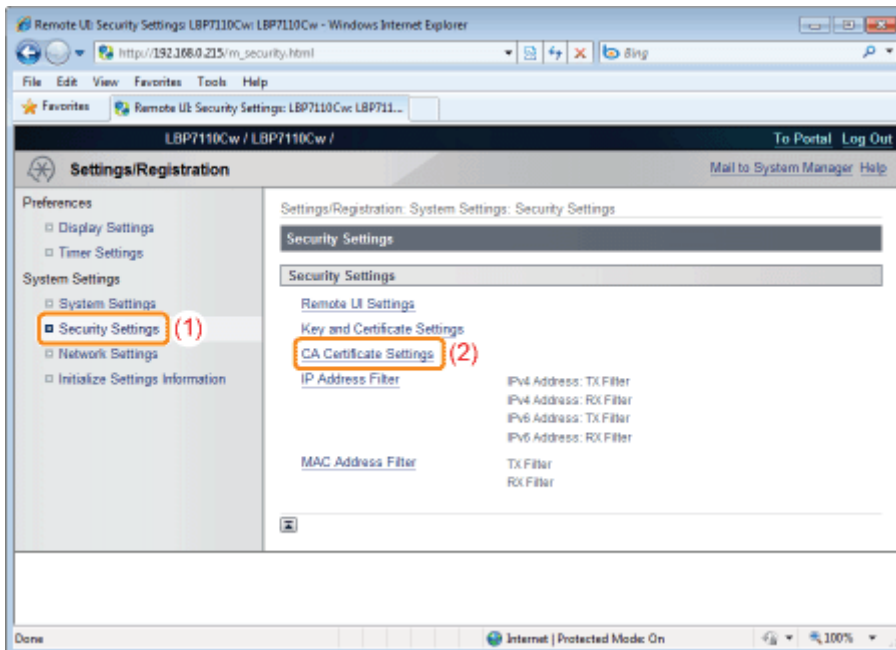 Remote UI: Security Settings: LBP7110Cw: LBP7110Cw - Windows Internet Explorer
http://192.168.0.215/m_security.html
Bing
File Edit View Favorites Tools Help
Favorites
Remote UI: Security Settings: LBP7110Cw: LBP711...
LBP7110Cw / LBP7110Cw /
To Portal Log Out
Settings/Registration
Mail to System Manager Help
Preferences
Display Settings
Timer Settings
System Settings
System Settings
Security Settings (1)
Network Settings
Initialize Settings Information
Settings/Registration: System Settings: Security Settings
Security Settings
Security Settings
Remote UI Settings
Key and Certificate Settings
CA Certificate Settings (2)
IP Address Filter
IPv4 Address: TX Filter
IPv4 Address: RX Filter
IPv6 Address: TX Filter
IPv6 Address: RX Filter
MAC Address Filter
TX Filter
RX Filter
Done
Internet | Protected Mode: On
100%